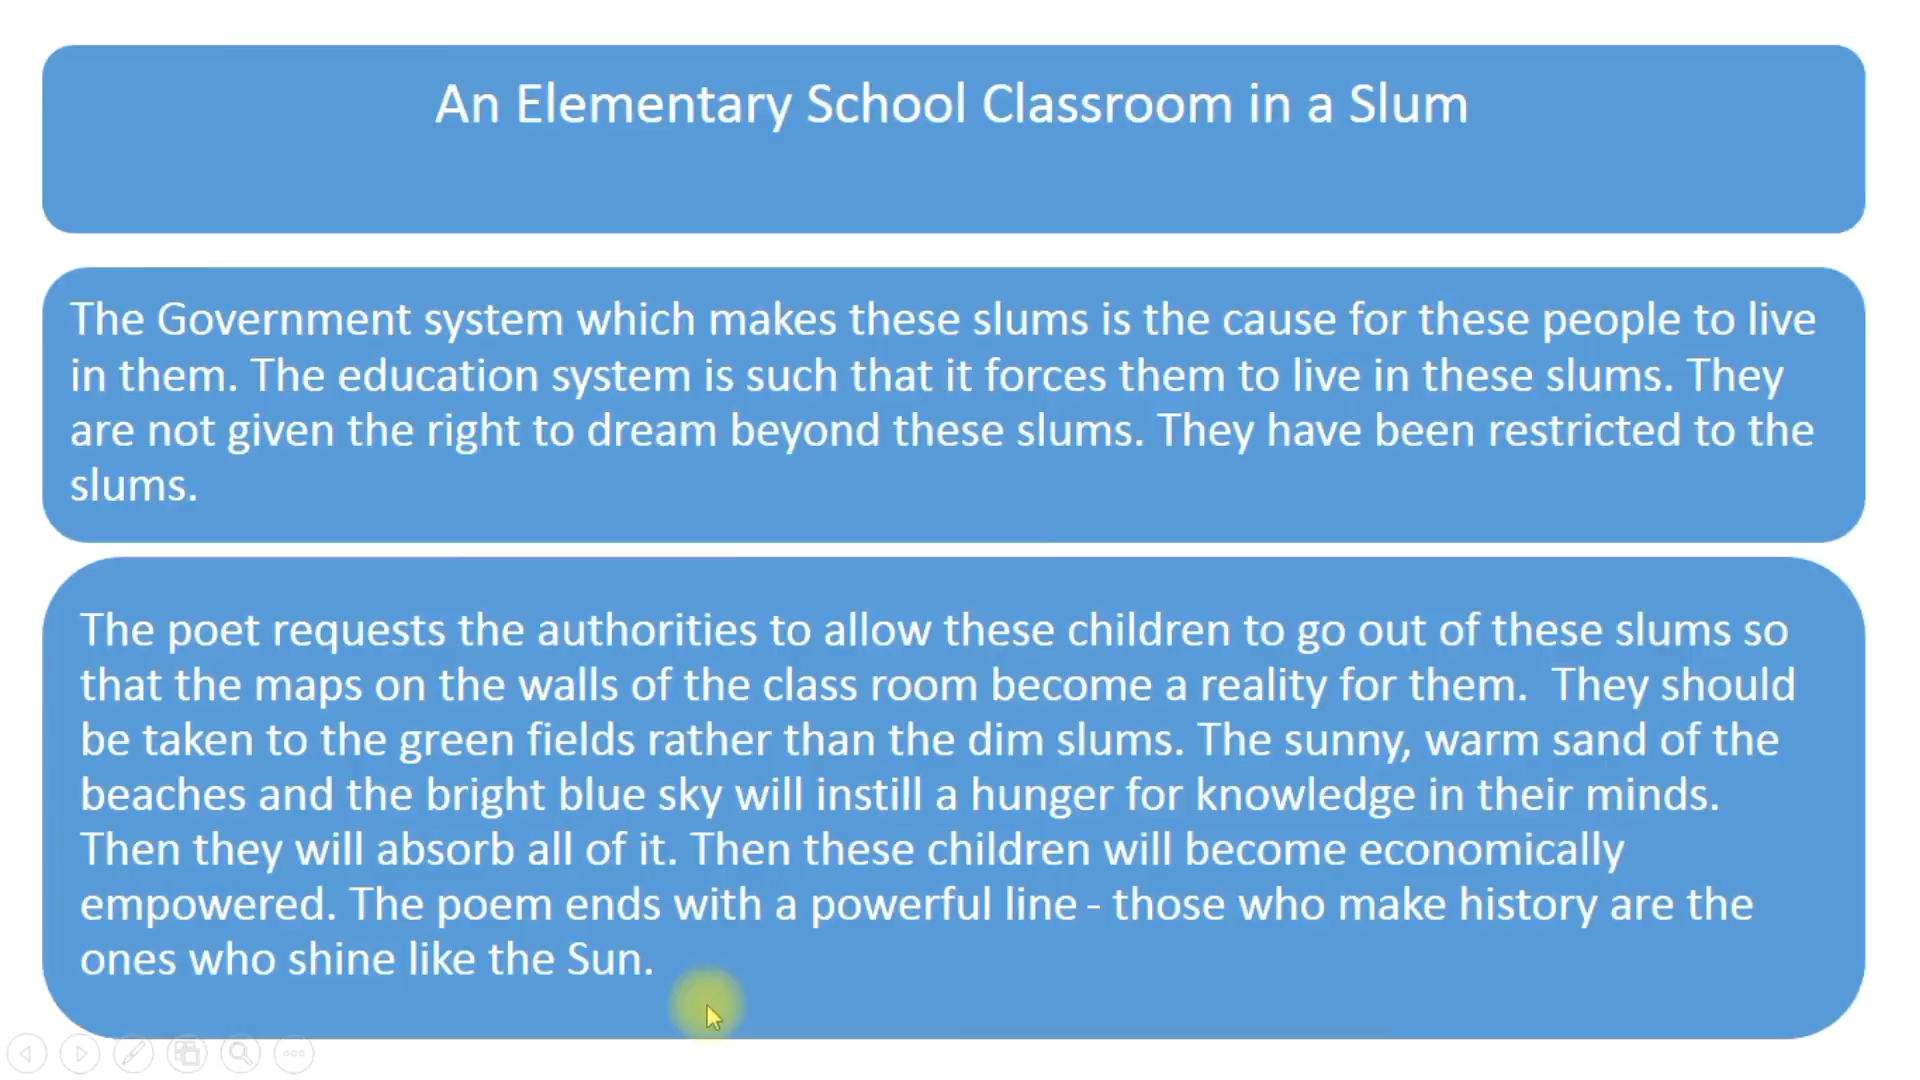 An Elementary School Classroom in a Slum
The Government system which makes these slums is the cause for these people to live
in them. The education system is such that it forces them to live in these slums. They
are not given the right to dream beyond these slums. They have been restricted to the
slums.
The poet requests the authorities to allow these children to go out of these slums so
that the maps on the walls of the class room become a reality for them.  They should
be taken to the green fields rather than the dim slums. The sunny, warm sand of the
beaches and the bright blue sky will instill a hunger for knowledge in their minds.
Then they will absorb all of it. Then these children will become economically
empowered. The poem ends with a powerful line - those who make history are the
ones who shine like the Sun.